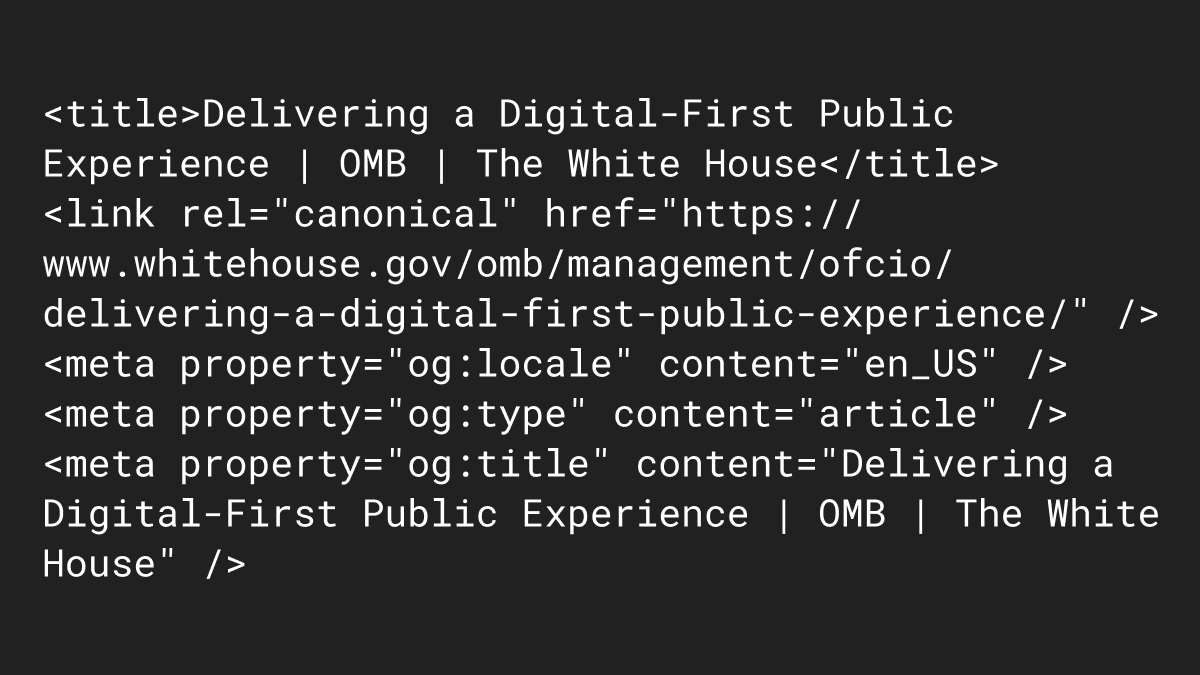 <title>Delivering a Digital-First Public
Experience | OMB | The White House</title>
<link rel="canonical" href="https://
www.whitehouse.gov/omb/management/ofcio/
delivering-a-digital-first-public-experience/" />
<meta property="og:locale" content="en_US" />
<meta property="og:type" content="article" />
<meta property="og:title" content="Delivering a
Digital-First Public Experience | OMB | The White
House" />